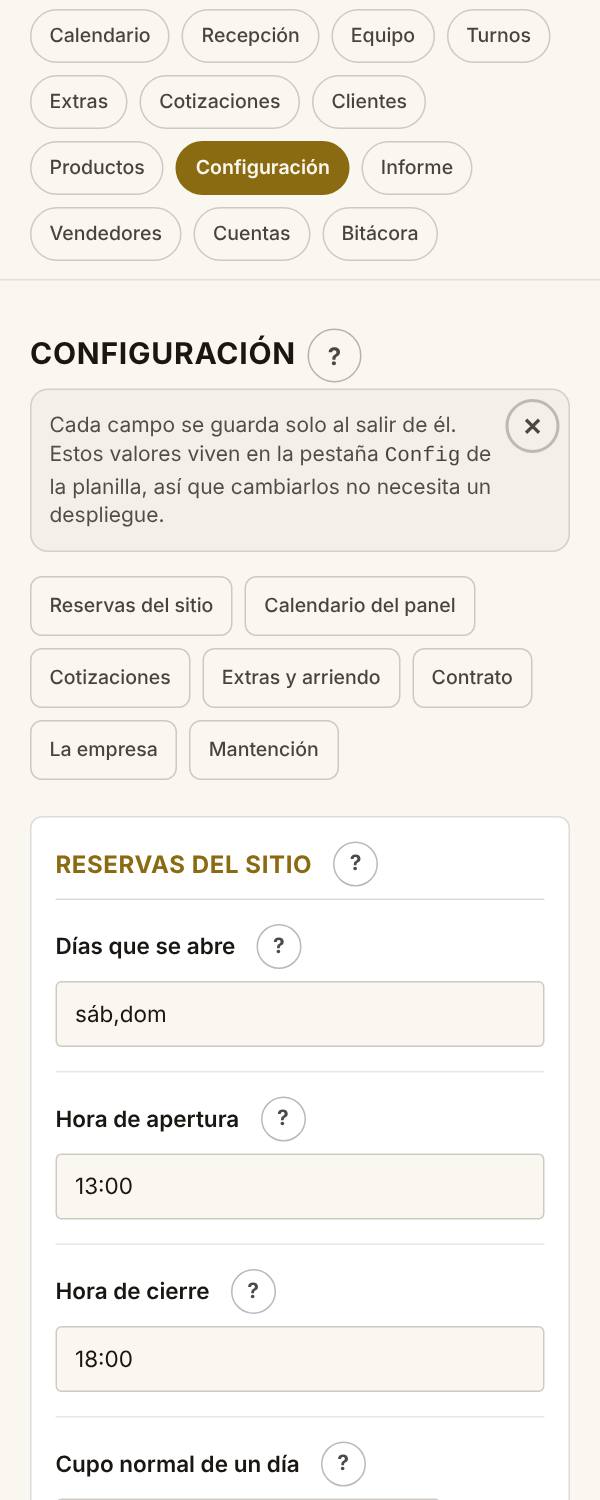 Calendario Recepción Equipo Turnos
Extras Cotizaciones Clientes
Productos Configuración Informe
Vendedores Cuentas Bitácora
CONFIGURACIÓN ?
Cada campo se guarda solo al salir de él. ✕
Estos valores viven en la pestaña Config de
la planilla, así que cambiarlos no necesita un
despliegue.
Reservas del sitio Calendario del panel
Cotizaciones Extras y arriendo Contrato
La empresa Mantención
RESERVAS DEL SITIO ?
Días que se abre ?
sáb,dom
Hora de apertura ?
13:00
Hora de cierre ?
18:00
Cupo normal de un día ?